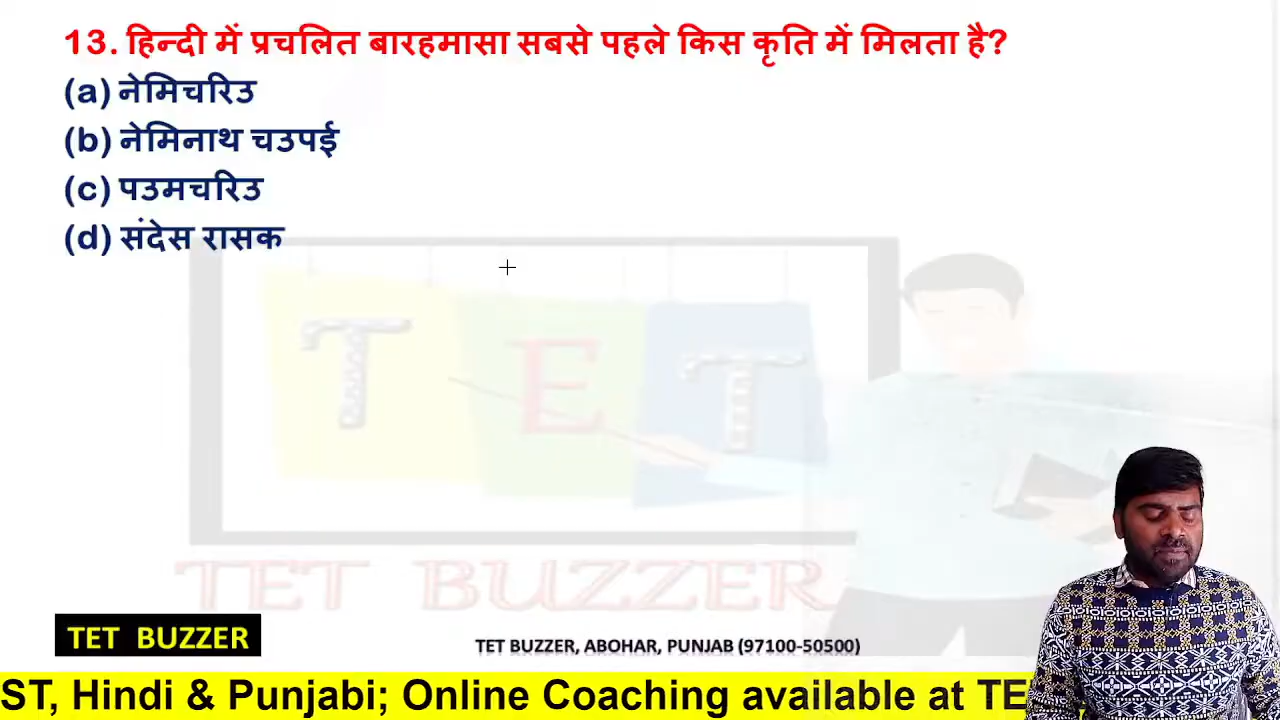 13. हिन्दी में प्रचलित बारहमासा सबसे पहले किस कृति में मिलता है?
(a) नेमिचरिउ
(b) नेमिनाथ चउपई
(c) पउमचरिउ
(d) संदेस रासक
T E T
TET BUZZER
TET BUZZER
TET BUZZER, ABOHAR, PUNJAB (97100-50500)
ST, Hindi & Punjabi; Online Coaching available at TE